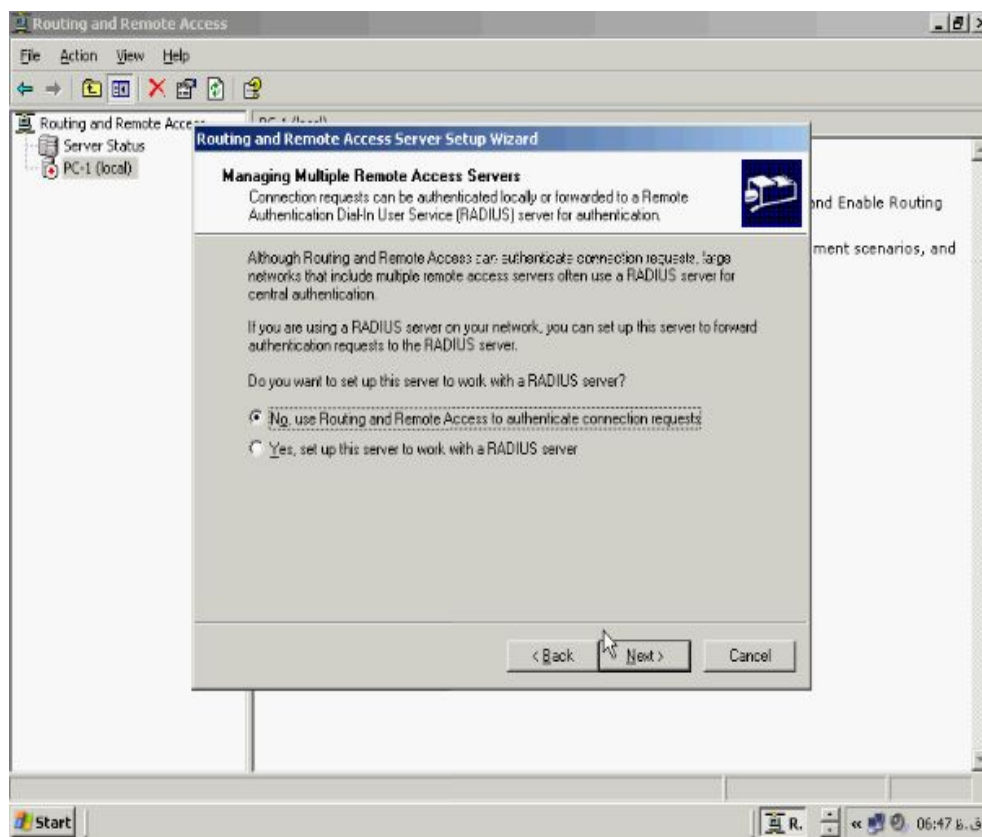 Routing and Remote Access
File Action View Help
Routing and Remote Access
Server Status
PC-1 (local)
PC-1 (local)
Routing and Remote Access Server Setup Wizard
Managing Multiple Remote Access Servers
Connection requests can be authenticated locally or forwarded to a Remote
Authentication Dial-In User Service (RADIUS) server for authentication.
and Enable Routing
ment scenarios, and
Although Routing and Remote Access can authenticate connection requests, large
networks that include multiple remote access servers often use a RADIUS server for
central authentication.
If you are using a RADIUS server on your network, you can set up this server to forward
authentication requests to the RADIUS server.
Do you want to set up this server to work with a RADIUS server?
No, use Routing and Remote Access to authenticate connection requests
Yes, set up this server to work with a RADIUS server
< Back Next > Cancel
Start R. « 06:47 ق.ظ